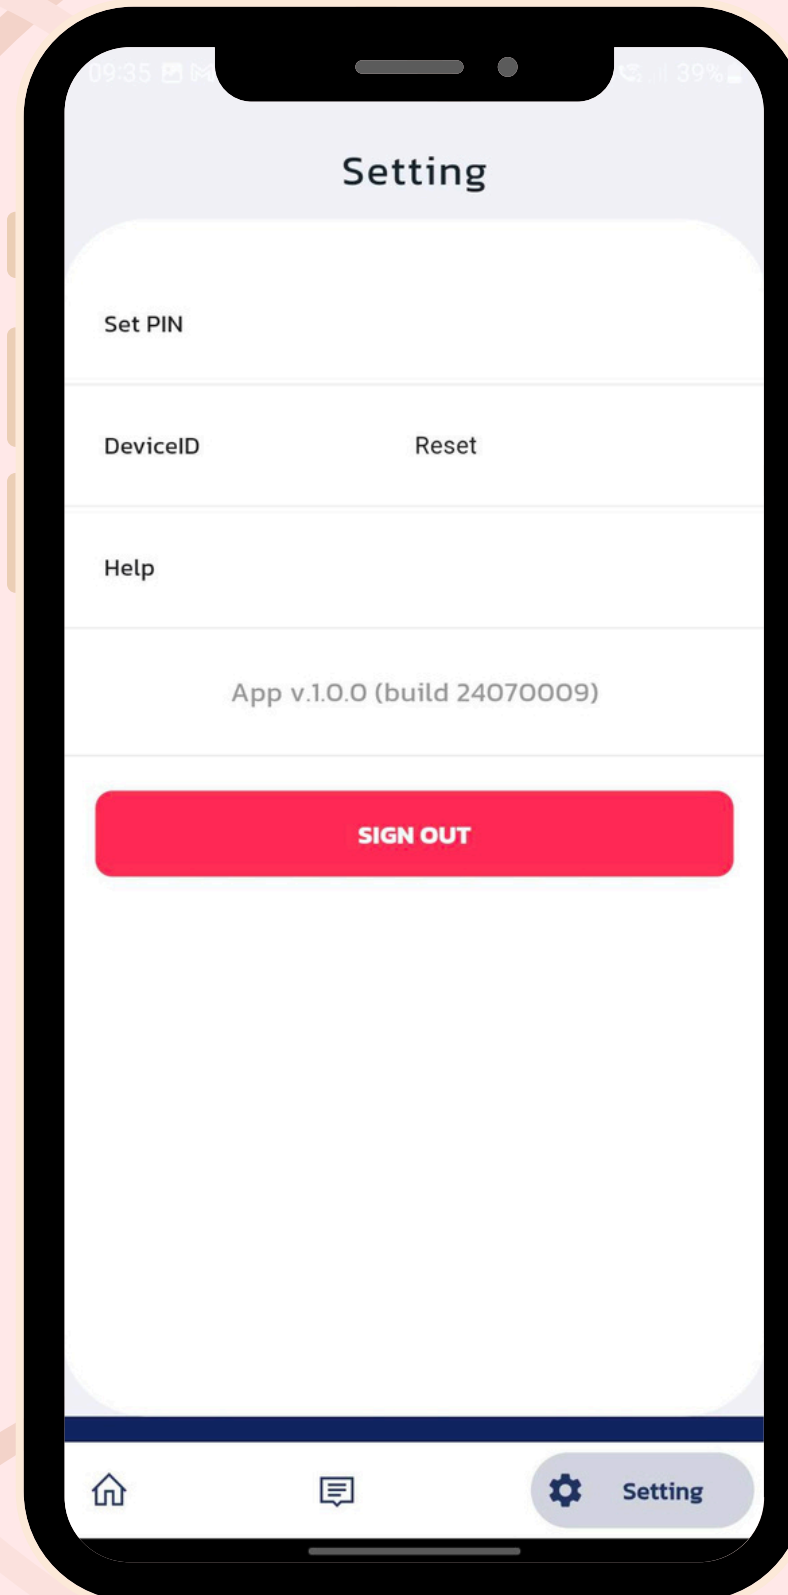 09:35 39%
Setting
Set PIN
DeviceID Reset
Help
App v.1.0.0 (build 24070009)
SIGN OUT
Setting